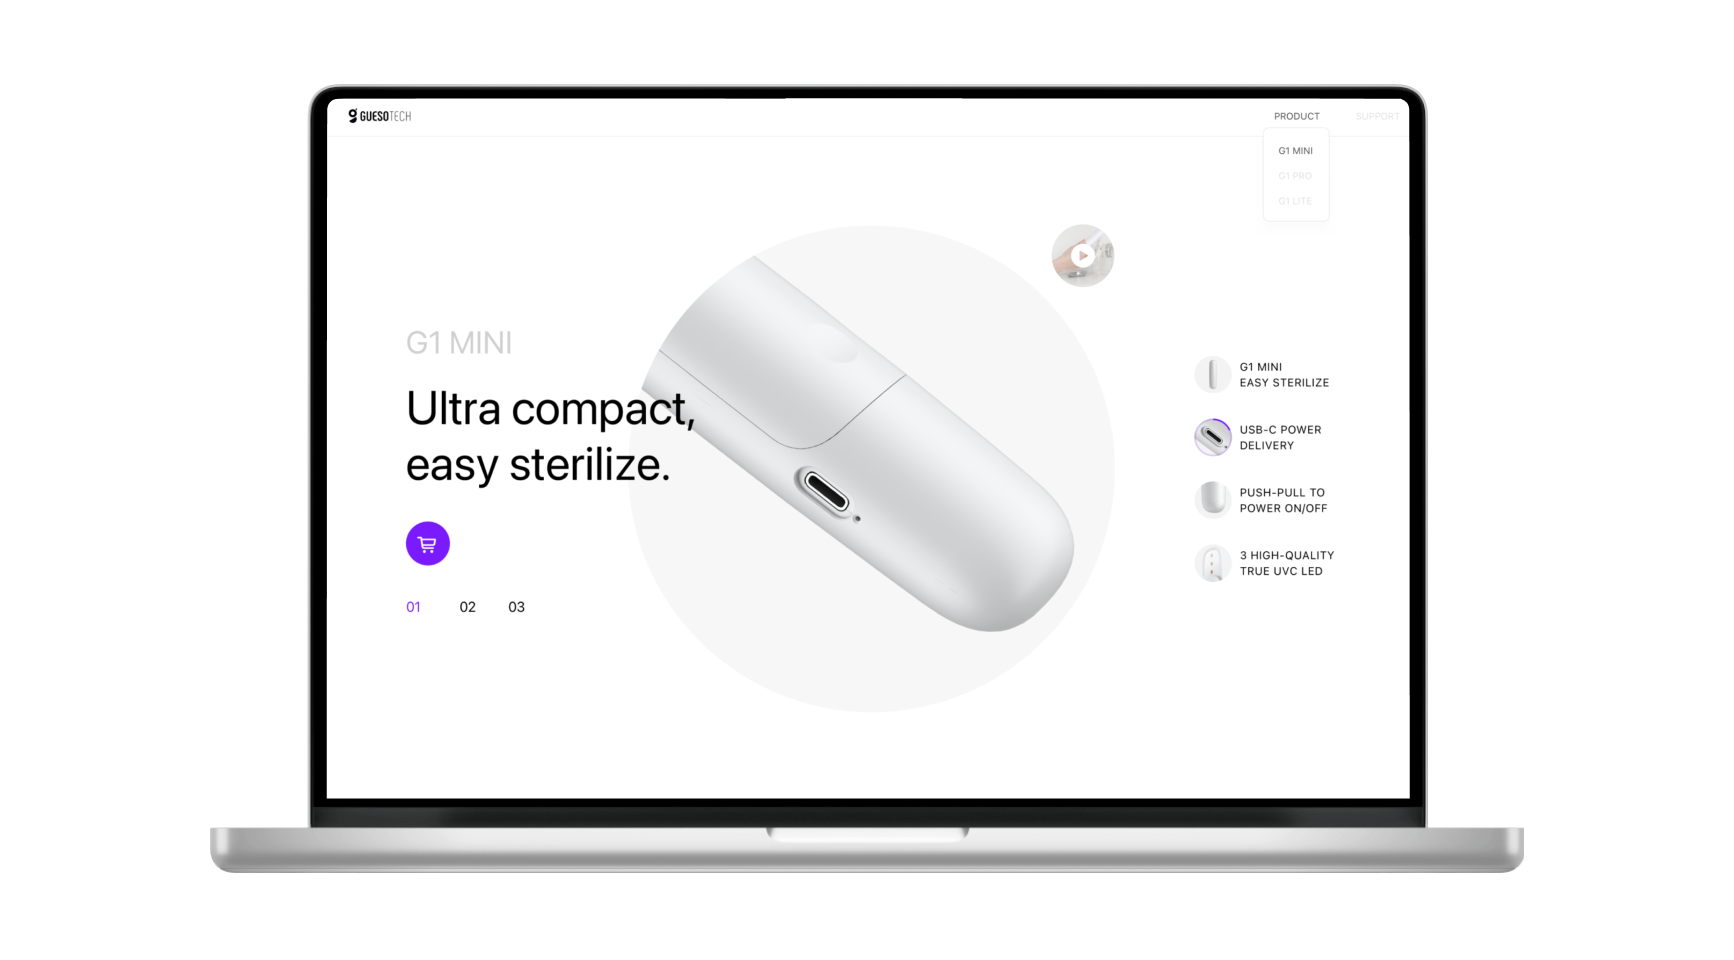 GUESOTECH
PRODUCT
SUPPORT
G1 MINI
G1 PRO
G1 LITE
G1 MINI
Ultra compact,
easy sterilize.
01
02
03
G1 MINI
EASY STERILIZE
USB-C POWER
DELIVERY
PUSH-PULL TO
POWER ON/OFF
3 HIGH-QUALITY
TRUE UVC LED